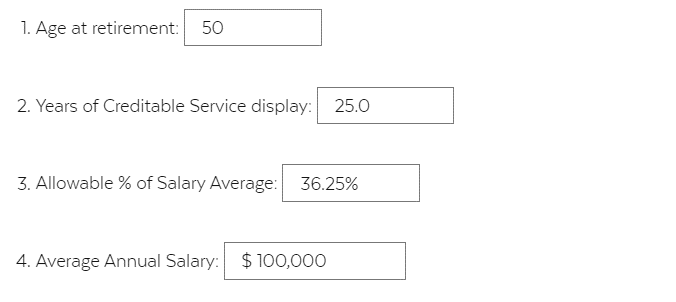 1. Age at retirement: 50
2. Years of Creditable Service display: 25.0
3. Allowable % of Salary Average: 36.25%
4. Average Annual Salary: $ 100,000